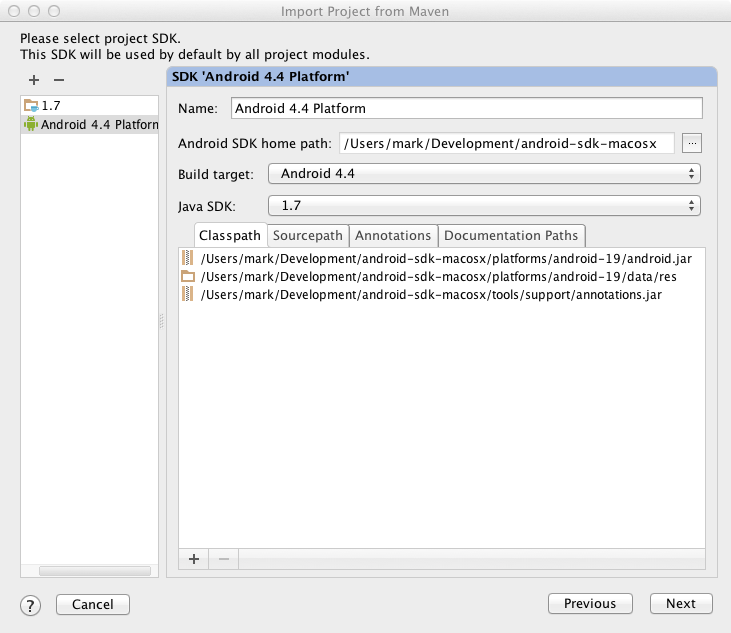 Import Project from Maven
Please select project SDK.
This SDK will be used by default by all project modules.
+ −
1.7
Android 4.4 Platform
SDK 'Android 4.4 Platform'
Name: Android 4.4 Platform
Android SDK home path: /Users/mark/Development/android-sdk-macosx ...
Build target: Android 4.4
Java SDK: 1.7
Classpath Sourcepath Annotations Documentation Paths
/Users/mark/Development/android-sdk-macosx/platforms/android-19/android.jar
/Users/mark/Development/android-sdk-macosx/platforms/android-19/data/res
/Users/mark/Development/android-sdk-macosx/tools/support/annotations.jar
+ −
? Cancel Previous Next